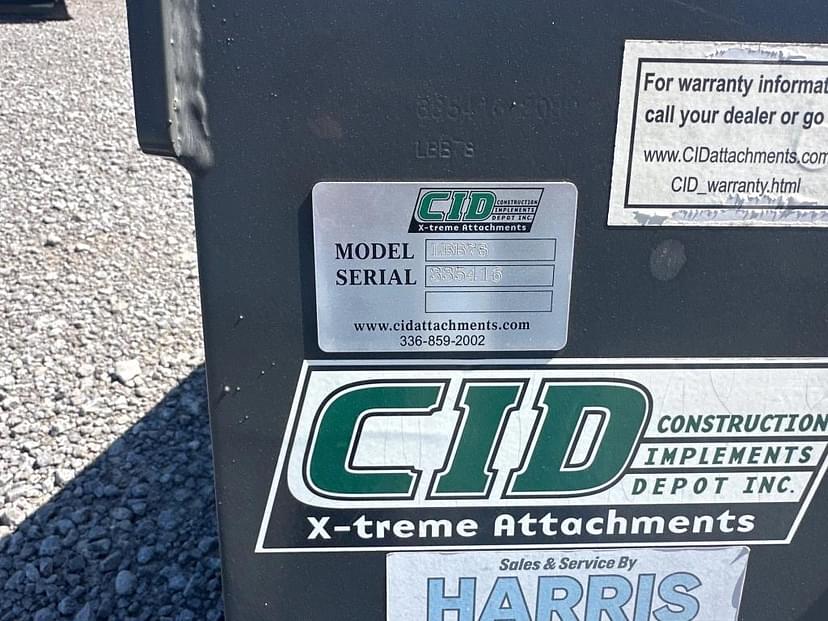 335416
LBB78
For warranty
call your dealer or go
www.CIDattachments.com
CID_warranty.html
CID CONSTRUCTION
IMPLEMENTS
DEPOT INC.
X-treme Attachments
MODEL LBB78
SERIAL 335416
www.cidattachments.com
336-859-2002
CID CONSTRUCTION
IMPLEMENTS
DEPOT INC.
X-treme Attachments
Sales & Service By
HARRIS